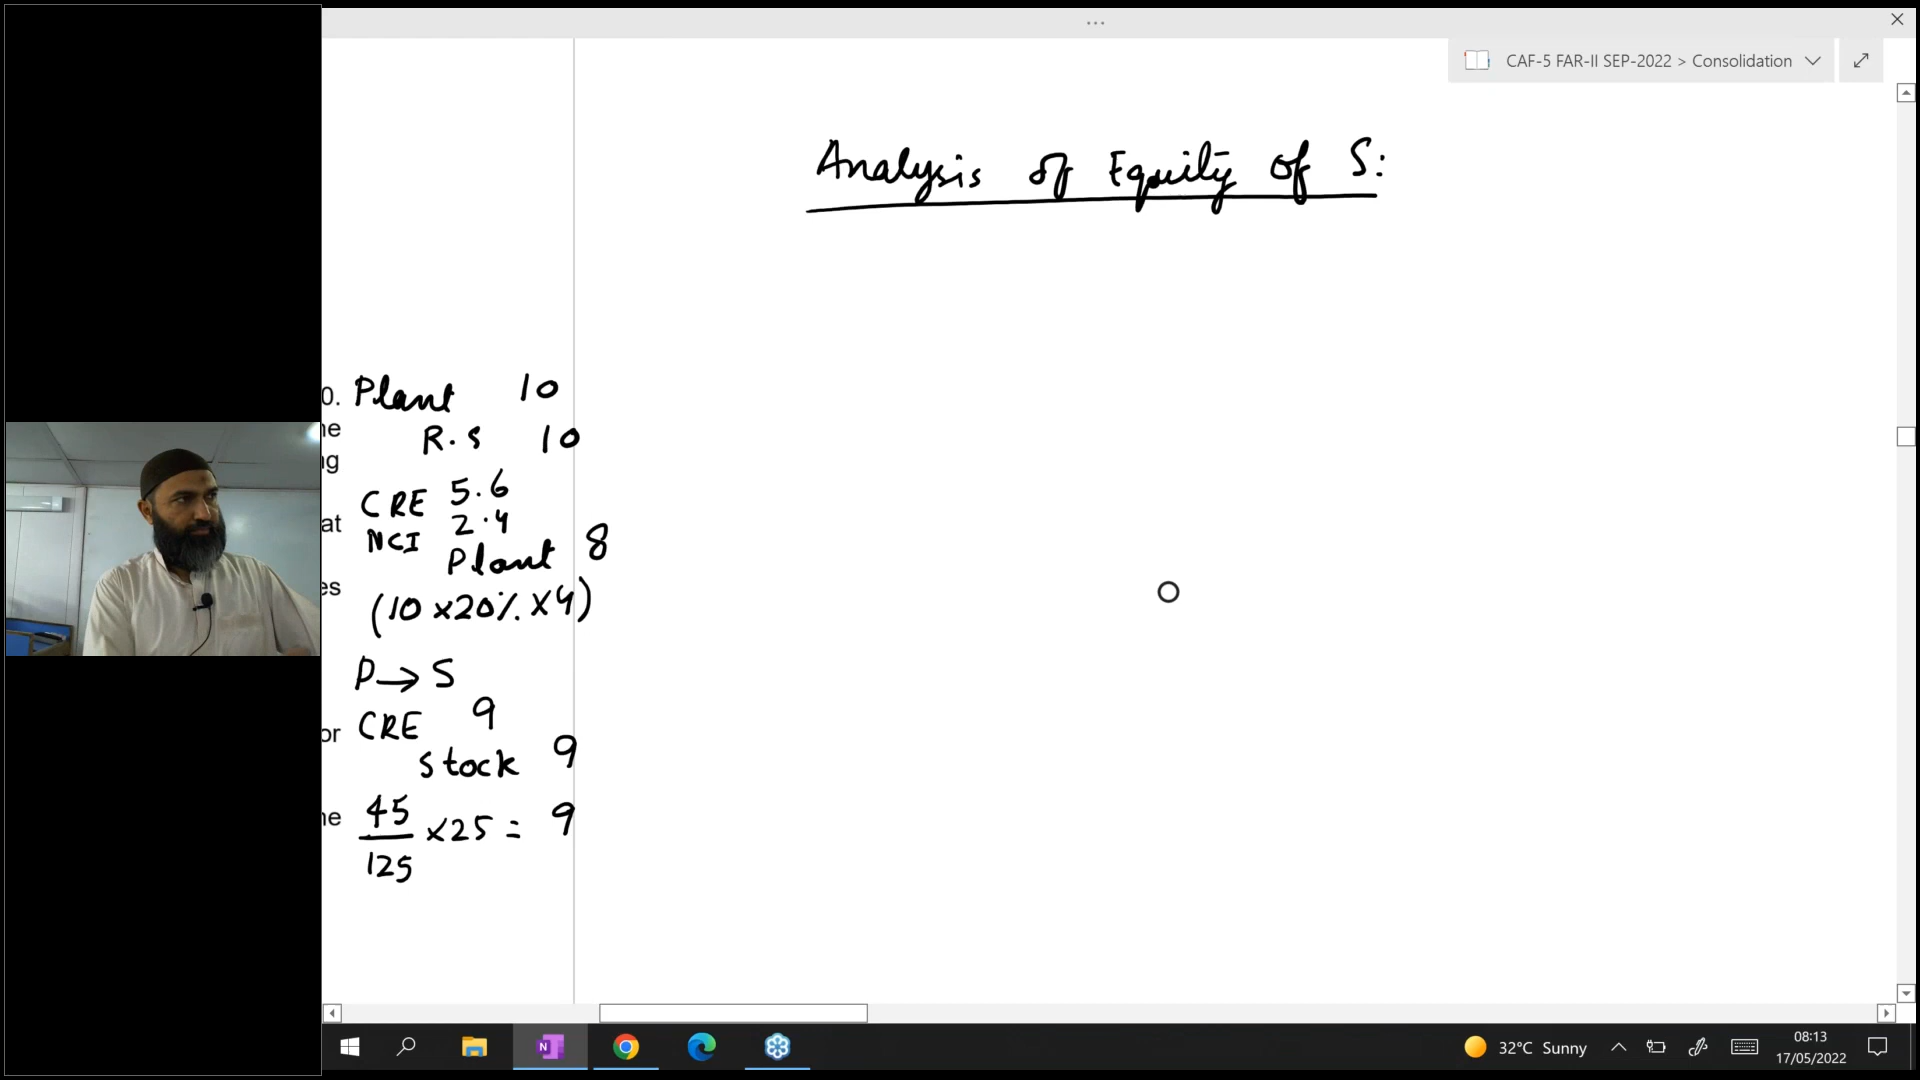 CAF-5 FAR-II SEP-2022 > Consolidation
Analysis of Equity of S:
0. Plant 10
R.S 10
CRE 5.6
NCI 2.4
Plant 8
(10 x 20% x 4)
P → S
CRE 9
Stock 9
45/125 x 25 = 9
32°C Sunny
08:13
17/05/2022